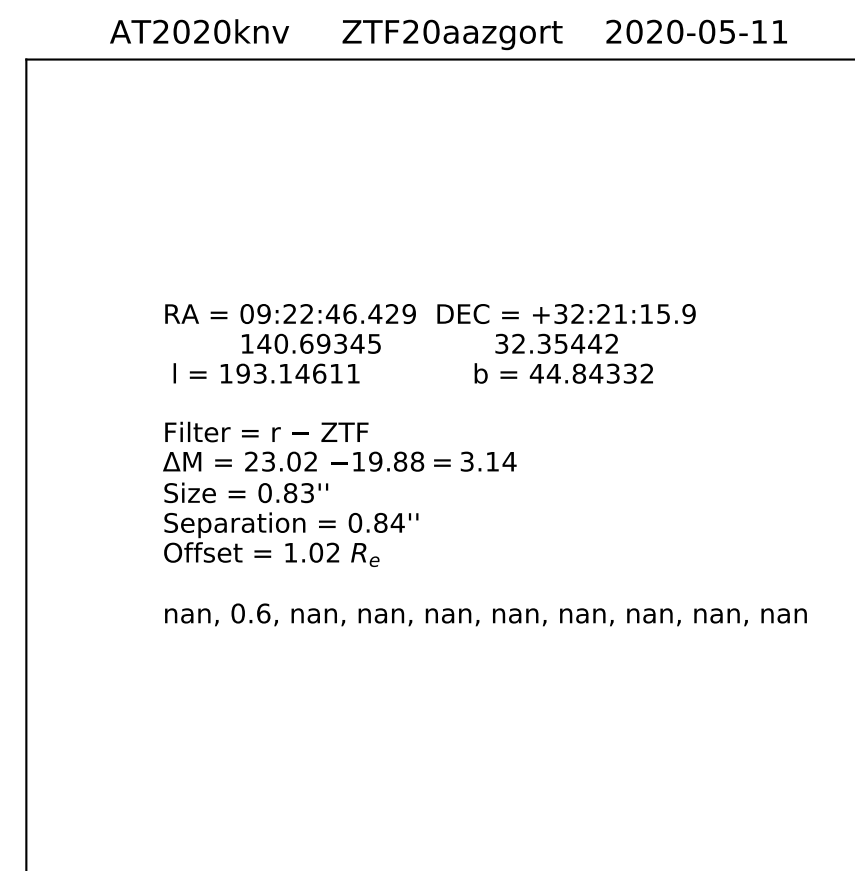 AT2020knv ZTF20aazgort 2020-05-11
RA = 09:22:46.429 DEC = +32:21:15.9
140.69345 32.35442
l = 193.14611 b = 44.84332
Filter = r − ZTF
ΔM = 23.02 −19.88 = 3.14
Size = 0.83''
Separation = 0.84''
Offset = 1.02 Rₑ
nan, 0.6, nan, nan, nan, nan, nan, nan, nan, nan